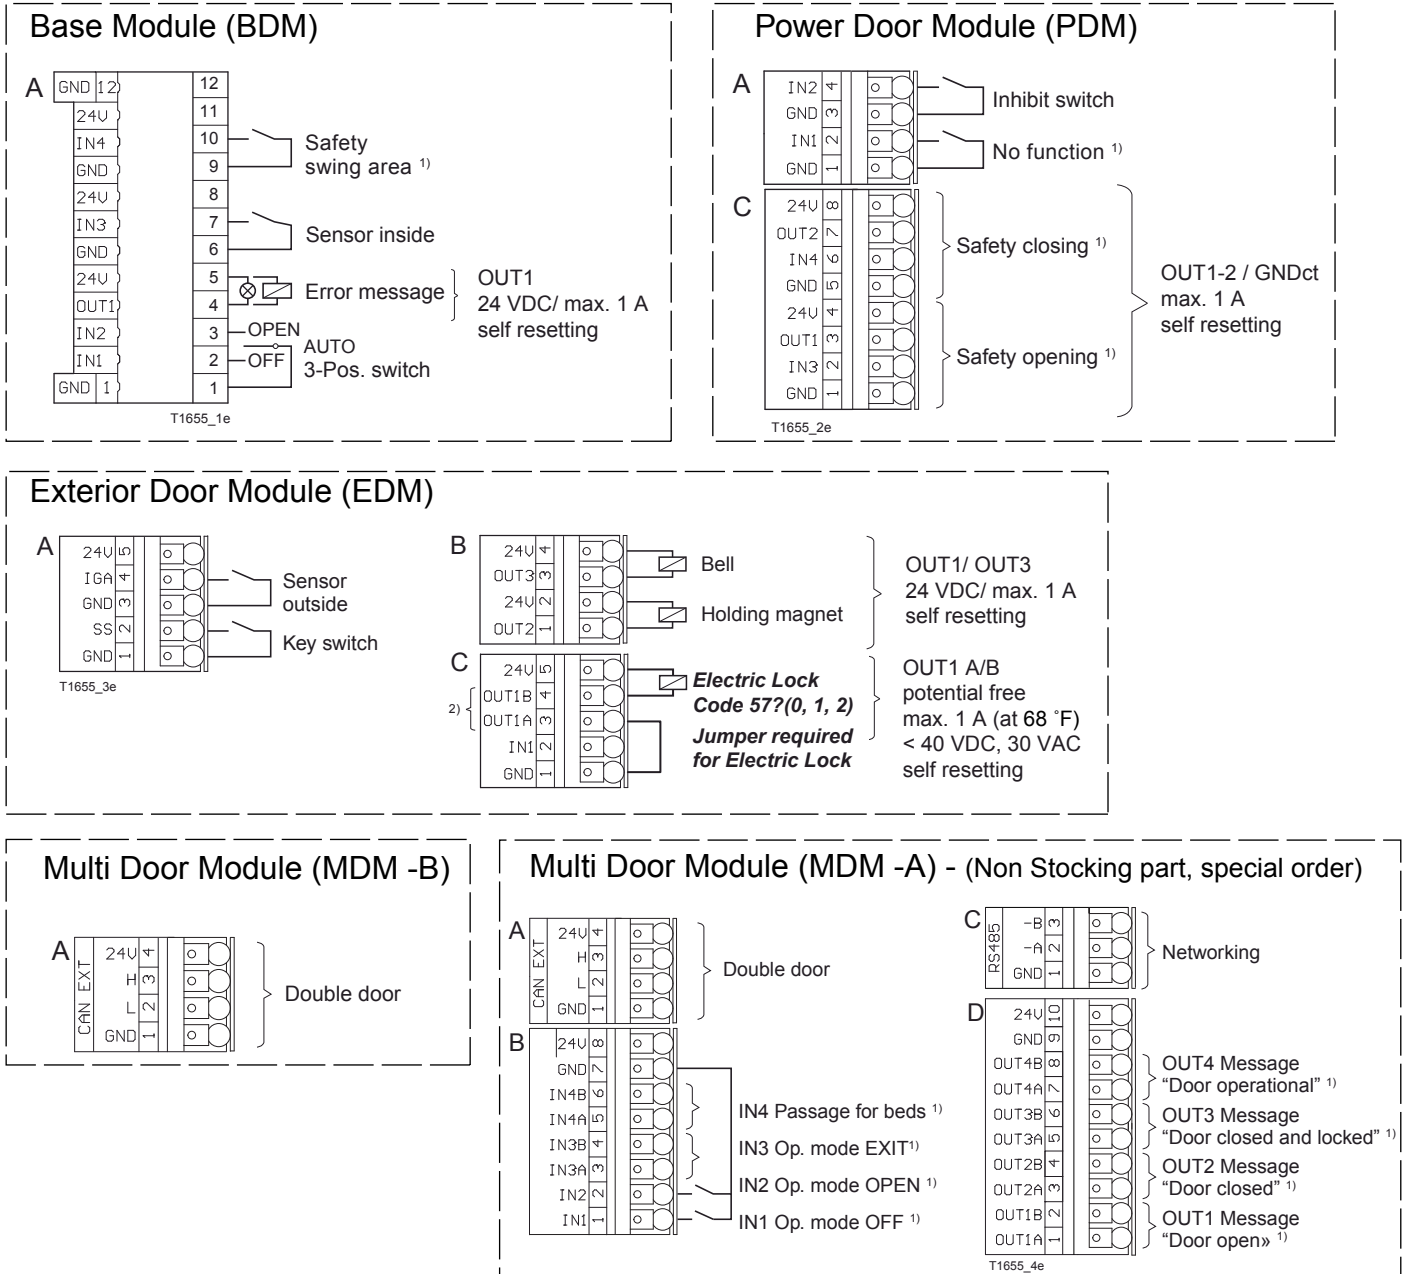 Base Module (BDM)
A
GND 12 12
24V 11
IN4 10
GND 9
24V 8
IN3 7
GND 6
24V 5
OUT1 4
IN2 3
IN1 2
GND 1 1
Safety
swing area 1)
Sensor inside
Error message
OUT1
24 VDC/ max. 1 A
self resetting
OPEN
AUTO
OFF
3-Pos. switch
T1655_1e
Power Door Module (PDM)
A
IN2 4
GND 3
IN1 2
GND 1
Inhibit switch
No function 1)
C
24V 8
OUT2 7
IN4 6
GND 5
24V 4
OUT1 3
IN3 2
GND 1
Safety closing 1)
Safety opening 1)
OUT1-2 / GNDct
max. 1 A
self resetting
T1655_2e
Exterior Door Module (EDM)
A
24V 5
IGA 4
GND 3
SS 2
GND 1
Sensor
outside
Key switch
T1655_3e
B
24V 4
OUT3 3
24V 2
OUT2 1
Bell
Holding magnet
OUT1/ OUT3
24 VDC/ max. 1 A
self resetting
C
24V 5
OUT1B 4
2)
OUT1A 3
IN1 2
GND 1
Electric Lock
Code 57?(0, 1, 2)
Jumper required
for Electric Lock
OUT1 A/B
potential free
max. 1 A (at 68 ˚F)
< 40 VDC, 30 VAC
self resetting
Multi Door Module (MDM -B)
A
CAN EXT
24V 4
H 3
L 2
GND 1
Double door
Multi Door Module (MDM -A) - (Non Stocking part, special order)
A
CAN EXT
24V 4
H 3
L 2
GND 1
Double door
B
24V 8
GND 7
IN4B 6
IN4A 5
IN3B 4
IN3A 3
IN2 2
IN1 1
IN4 Passage for beds 1)
IN3 Op. mode EXIT1)
IN2 Op. mode OPEN 1)
IN1 Op. mode OFF 1)
C
RS485
-B 3
-A 2
GND 1
Networking
D
24V 10
GND 9
OUT4B 8
OUT4A 7
OUT3B 6
OUT3A 5
OUT2B 4
OUT2A 3
OUT1B 2
OUT1A 1
OUT4 Message
“Door operational” 1)
OUT3 Message
“Door closed and locked” 1)
OUT2 Message
“Door closed” 1)
OUT1 Message
“Door open» 1)
T1655_4e